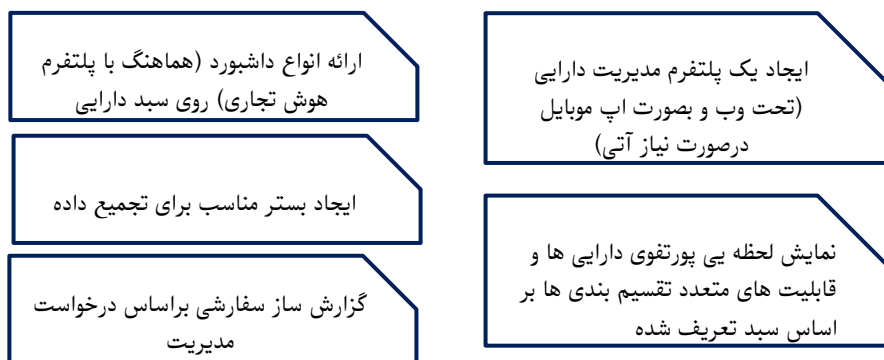 ایجاد یک پلتفرم مدیریت دارایی
(تحت وب و بصورت اپ موبایل
درصورت نیاز آتی)
نمایش لحظه یی پورتفوی دارایی ها و
قابلیت های متعدد تقسیم بندی ها بر
اساس سبد تعریف شده
ارائه انواع داشبورد (هماهنگ با پلتفرم
هوش تجاری) روی سبد دارایی
ایجاد بستر مناسب برای تجمیع داده
گزارش ساز سفارشی براساس درخواست
مدیریت